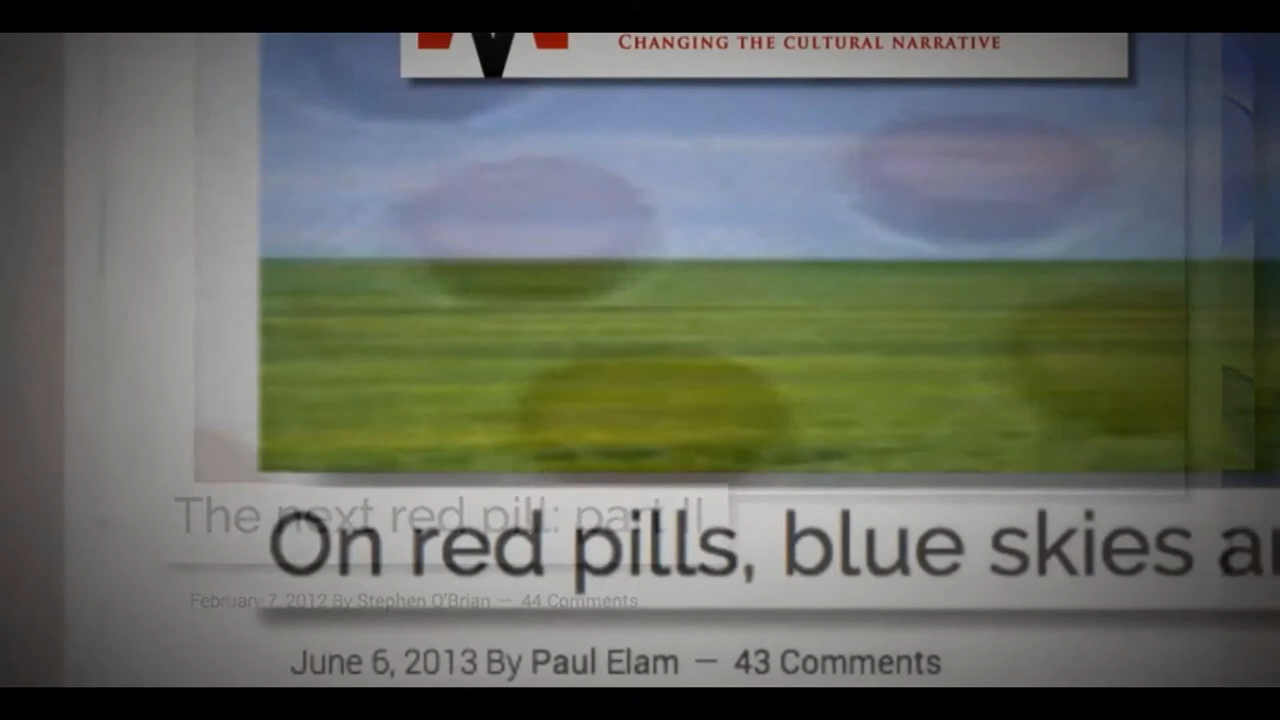 CHANGING THE CULTURAL NARRATIVE
The next red pill: part II
On red pills, blue skies
February 7, 2012 By Stephen O'Brian — 44 Comments
June 6, 2013 By Paul Elam — 43 Comments